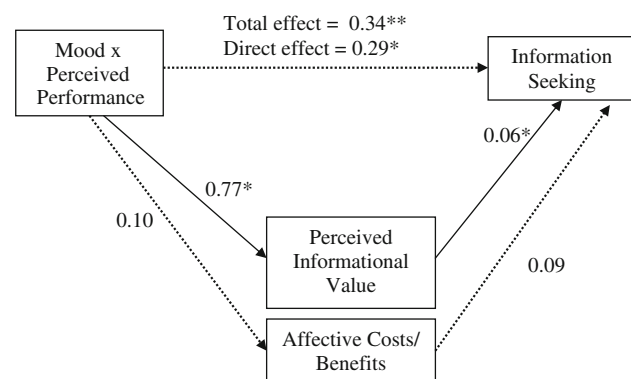 Total effect = 0.34**
Direct effect = 0.29*
Mood x
Perceived
Performance
Information
Seeking
0.77*
0.06*
0.10
0.09
Perceived
Informational
Value
Affective Costs/
Benefits